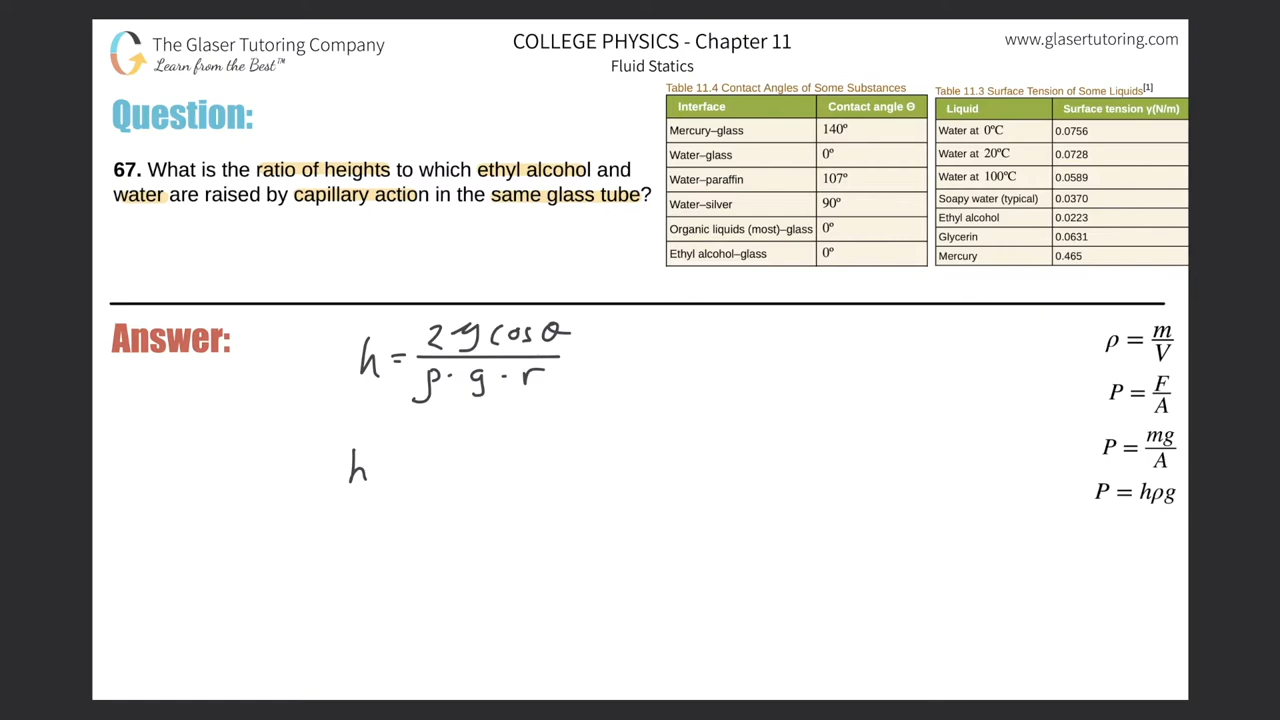 The Glaser Tutoring Company
Learn from the Best™
COLLEGE PHYSICS - Chapter 11
Fluid Statics
www.glasertutoring.com
Question:
67. What is the ratio of heights to which ethyl alcohol and
water are raised by capillary action in the same glass tube?
Table 11.4 Contact Angles of Some Substances
Interface Contact angle Θ
Mercury–glass 140º
Water–glass 0º
Water–paraffin 107º
Water–silver 90º
Organic liquids (most)–glass 0º
Ethyl alcohol–glass 0º
Table 11.3 Surface Tension of Some Liquids[1]
Liquid Surface tension γ(N/m)
Water at 0ºC 0.0756
Water at 20ºC 0.0728
Water at 100ºC 0.0589
Soapy water (typical) 0.0370
Ethyl alcohol 0.0223
Glycerin 0.0631
Mercury 0.465
Answer:
h = 2 γ cos θ / ρ · g · r
h
ρ = m / V
P = F / A
P = mg / A
P = hρg